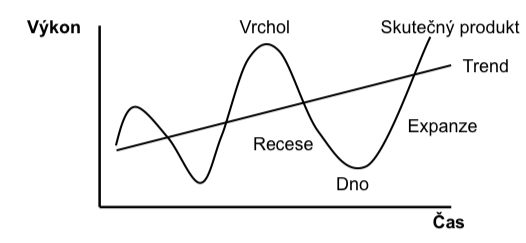 Výkon
Vrchol
Skutečný produkt
Trend
Expanze
Recese
Dno
Čas